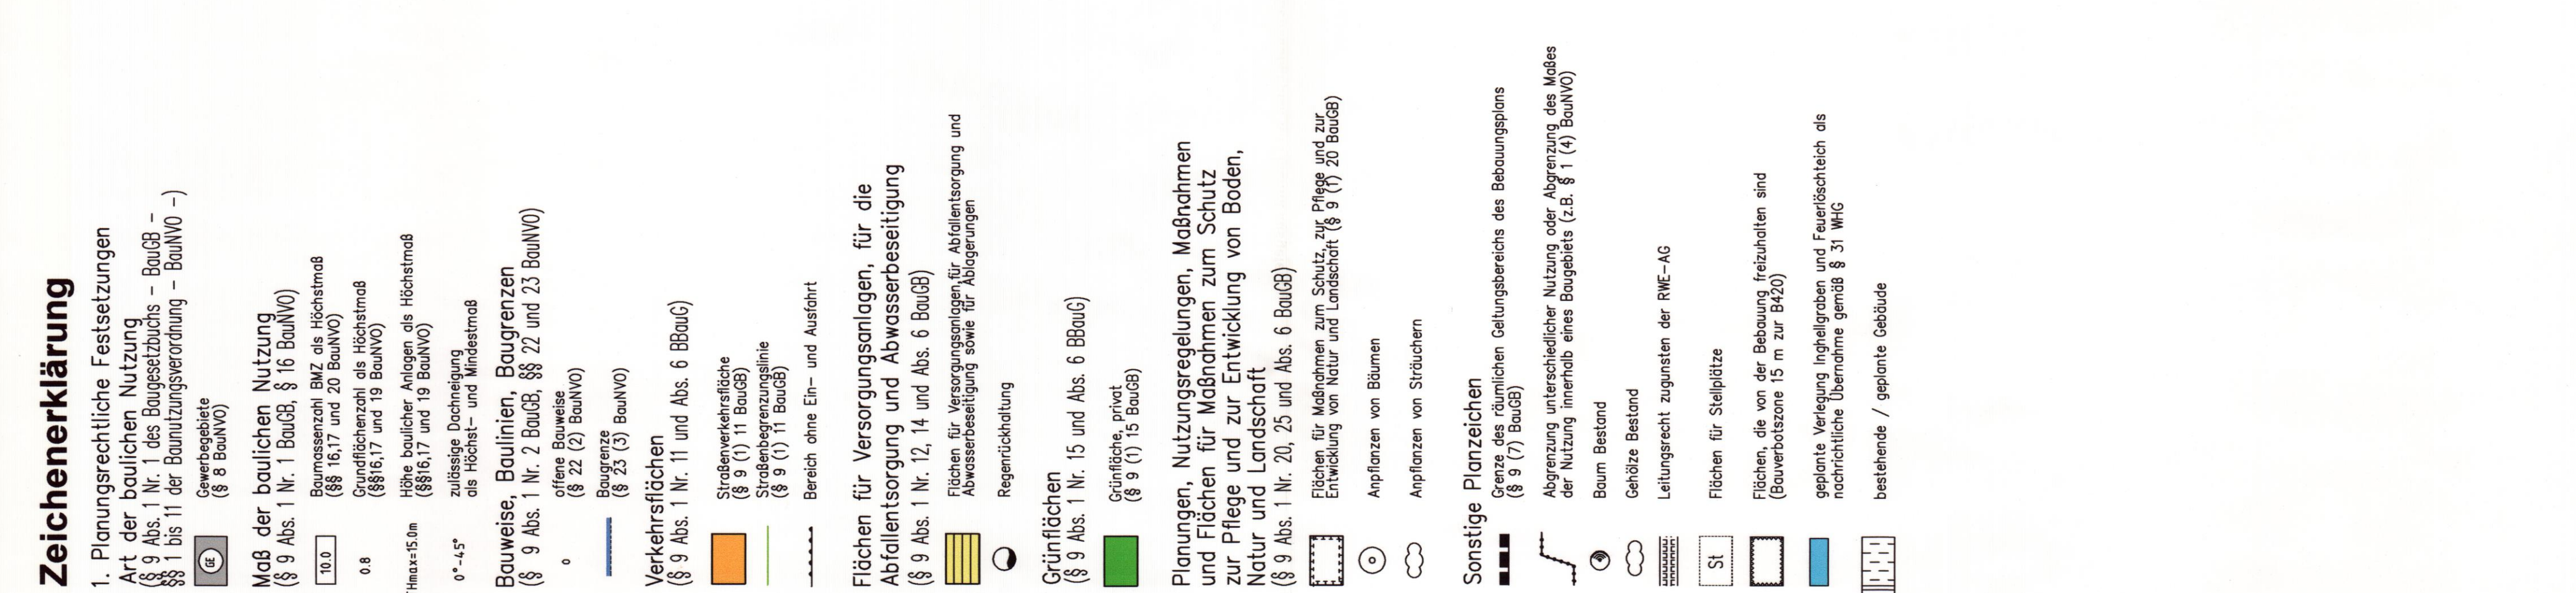 Zeichenerklärung
1. Planungsrechtliche Festsetzungen
Art der baulichen Nutzung
(§ 9 Abs. 1 Nr. 1 des Baugesetzbuchs – BauGB –
§§ 1 bis 11 der Baunutzungsverordnung – BauNVO –)
GE
Gewerbegebiete
(§ 8 BauNVO)
Maß der baulichen Nutzung
(§ 9 Abs. 1 Nr. 1 BauGB, § 16 BauNVO)
10.0
Baumassenzahl BMZ als Höchstmaß
(§§ 16,17 und 20 BauNVO)
0.8
Grundflächenzahl als Höchstmaß
(§§16,17 und 19 BauNVO)
Hmax=15.0m
Höhe baulicher Anlagen als Höchstmaß
(§§16,17 und 19 BauNVO)
0°-45°
zulässige Dachneigung
als Höchst– und Mindestmaß
Bauweise, Baulinien, Baugrenzen
(§ 9 Abs. 1 Nr. 2 BauGB, §§ 22 und 23 BauNVO)
o
offene Bauweise
(§ 22 (2) BauNVO)
Baugrenze
(§ 23 (3) BauNVO)
Verkehrsflächen
(§ 9 Abs. 1 Nr. 11 und Abs. 6 BBauG)
Straßenverkehrsfläche
(§ 9 (1) 11 BauGB)
Straßenbegrenzungslinie
(§ 9 (1) 11 BauGB)
Bereich ohne Ein– und Ausfahrt
Flächen für Versorgungsanlagen, für die
Abfallentsorgung und Abwasserbeseitigung
(§ 9 Abs. 1 Nr. 12, 14 und Abs. 6 BauGB)
Flächen für Versorgungsanlagen,für Abfallentsorgung und
Abwasserbeseitigung sowie für Ablagerungen
Regenrückhaltung
Grünflächen
(§ 9 Abs. 1 Nr. 15 und Abs. 6 BBauG)
Grünfläche, privat
(§ 9 (1) 15 BauGB)
Planungen, Nutzungsregelungen, Maßnahmen
und Flächen für Maßnahmen zum Schutz
zur Pflege und zur Entwicklung von Boden,
Natur und Landschaft
(§ 9 Abs. 1 Nr. 20, 25 und Abs. 6 BauGB)
Flächen für Maßnahmen zum Schutz, zur Pflege und zur
Entwicklung von Natur und Landschaft (§ 9 (1) 20 BauGB)
Anpflanzen von Bäumen
Anpflanzen von Sträuchern
Sonstige Planzeichen
Grenze des räumlichen Geltungsbereichs des Bebauungsplans
(§ 9 (7) BauGB)
Abgrenzung unterschiedlicher Nutzung oder Abgrenzung des Maßes
der Nutzung innerhalb eines Baugebiets (z.B. § 1 (4) BauNVO)
Baum Bestand
Gehölze Bestand
Leitungsrecht zugunsten der RWE–AG
St
Flächen für Stellplätze
Flächen, die von der Bebauung freizuhalten sind
(Bauverbotszone 15 m zur B420)
geplante Verlegung Inghellgraben und Feuerlöschteich als
nachrichtliche Übernahme gemäß § 31 WHG
bestehende / geplante Gebäude